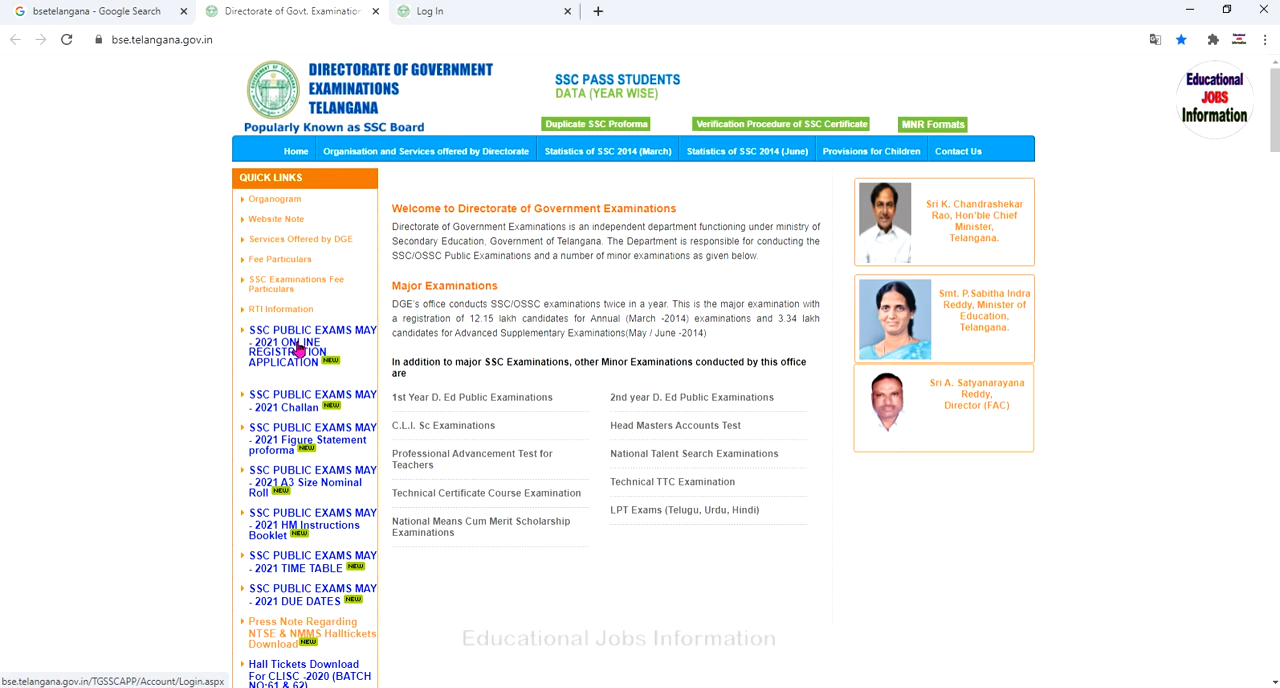 bsetelangana - Google Search
Directorate of Govt. Examination
Log In
bse.telangana.gov.in
DIRECTORATE OF GOVERNMENT
EXAMINATIONS
TELANGANA
Popularly Known as SSC Board
SSC PASS STUDENTS
DATA (YEAR WISE)
Duplicate SSC Proforma
Verification Procedure of SSC Certificate
MNR Formats
Educational
JOBS
Information
Home
Organisation and Services offered by Directorate
Statistics of SSC 2014 (March)
Statistics of SSC 2014 (June)
Provisions for Children
Contact Us
QUICK LINKS
Organogram
Website Note
Services Offered by DGE
Fee Particulars
SSC Examinations Fee
Particulars
RTI Information
SSC PUBLIC EXAMS MAY
- 2021 ONLINE
REGISTRATION
APPLICATION NEW
SSC PUBLIC EXAMS MAY
- 2021 Challan NEW
SSC PUBLIC EXAMS MAY
- 2021 Figure Statement
proforma NEW
SSC PUBLIC EXAMS MAY
- 2021 A3 Size Nominal
Roll NEW
SSC PUBLIC EXAMS MAY
- 2021 HM Instructions
Booklet NEW
SSC PUBLIC EXAMS MAY
- 2021 TIME TABLE NEW
SSC PUBLIC EXAMS MAY
- 2021 DUE DATES NEW
Press Note Regarding
NTSE & NMMS Halltickets
Download NEW
Hall Tickets Download
For CLISC -2020 (BATCH
NO:61 & 62)
Welcome to Directorate of Government Examinations
Directorate of Government Examinations is an independent department functioning under ministry of
Secondary Education, Government of Telangana. The Department is responsible for conducting the
SSC/OSSC Public Examinations and a number of minor examinations as given below.
Major Examinations
DGE's office conducts SSC/OSSC examinations twice in a year. This is the major examination with
a registration of 12.15 lakh candidates for Annual (March -2014) examinations and 3.34 lakh
candidates for Advanced Supplementary Examinations(May / June -2014)
In addition to major SSC Examinations, other Minor Examinations conducted by this office
are
1st Year D. Ed Public Examinations
2nd year D. Ed Public Examinations
C.L.I. Sc Examinations
Head Masters Accounts Test
Professional Advancement Test for
Teachers
National Talent Search Examinations
Technical Certificate Course Examination
Technical TTC Examination
National Means Cum Merit Scholarship
Examinations
LPT Exams (Telugu, Urdu, Hindi)
Sri K. Chandrashekar
Rao, Hon'ble Chief
Minister,
Telangana.
Smt. P.Sabitha Indra
Reddy, Minister of
Education,
Telangana.
Sri A. Satyanarayana
Reddy,
Director (FAC)
Educational Jobs Information
bse.telangana.gov.in/TGSSCAPP/Account/Login.aspx